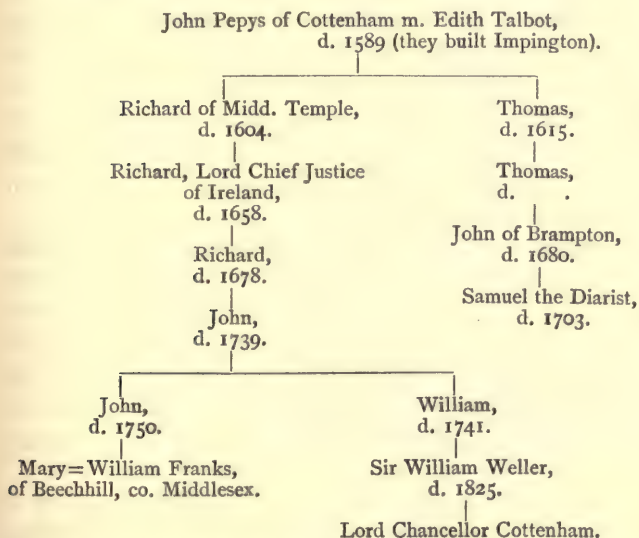 John Pepys of Cottenham m. Edith Talbot,
d. 1589 (they built Impington).
Richard of Midd. Temple,
d. 1604.
Thomas,
d. 1615.
Richard, Lord Chief Justice
of Ireland,
d. 1658.
Thomas,
d. .
Richard,
d. 1678.
John of Brampton,
d. 1680.
John,
d. 1739.
Samuel the Diarist,
d. 1703.
John,
d. 1750.
William,
d. 1741.
Mary=William Franks,
of Beechhill, co. Middlesex.
Sir William Weller,
d. 1825.
Lord Chancellor Cottenham.